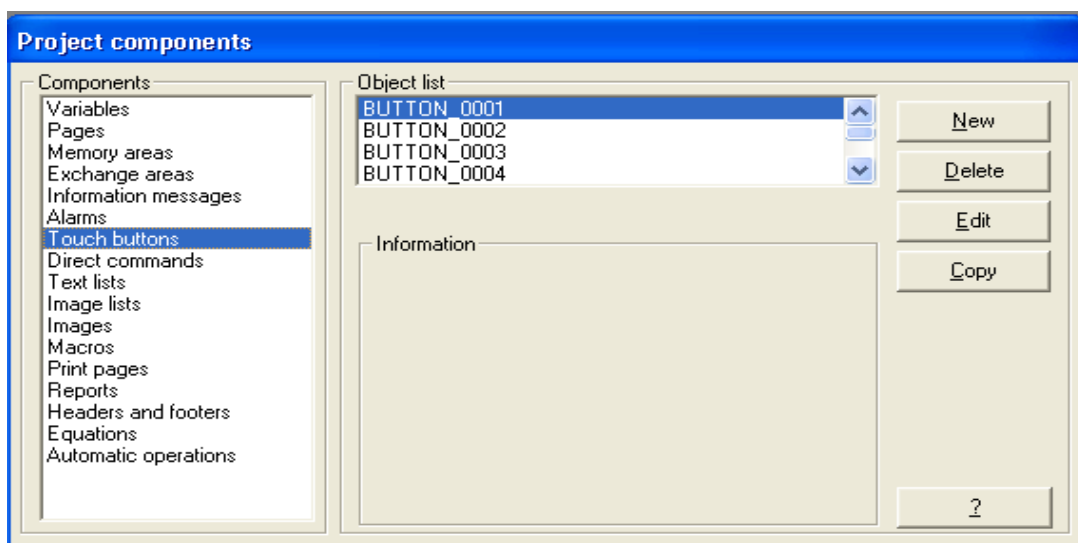 Project components
Components
Variables
Pages
Memory areas
Exchange areas
Information messages
Alarms
Touch buttons
Direct commands
Text lists
Image lists
Images
Macros
Print pages
Reports
Headers and footers
Equations
Automatic operations
Object list
BUTTON_0001
BUTTON_0002
BUTTON_0003
BUTTON_0004
Information
New
Delete
Edit
Copy
?